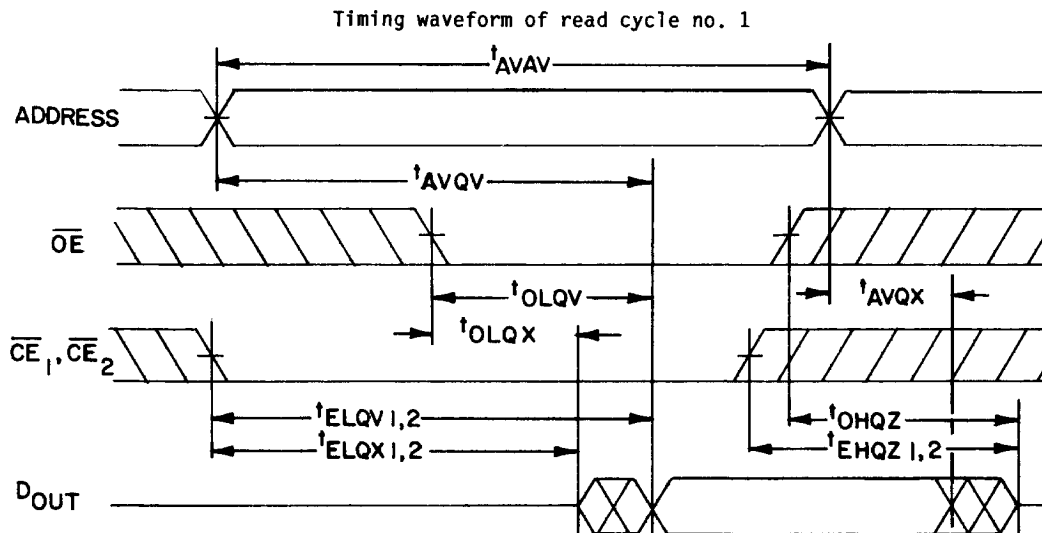 Timing waveform of read cycle no. 1
tAVAV
ADDRESS
tAVQV
OE
tOLQV
tAVQX
tOLQX
CE1, CE2
tELQV1,2
tOHQZ
tELQX1,2
tEHQZ1,2
DOUT